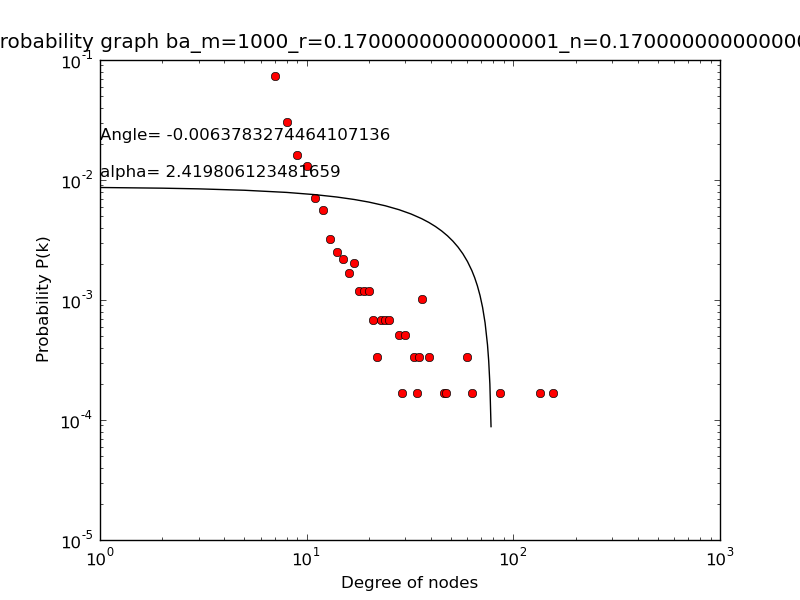 robability graph ba_m=1000_r=0.17000000000000001_n=0.1700000000000000
10^-1
Angle= -0.0063783274464107136
alpha= 2.419806123481659
10^-2
Probability P(k)
10^-3
10^-4
10^-5
10^0 10^1 10^2 10^3
Degree of nodes